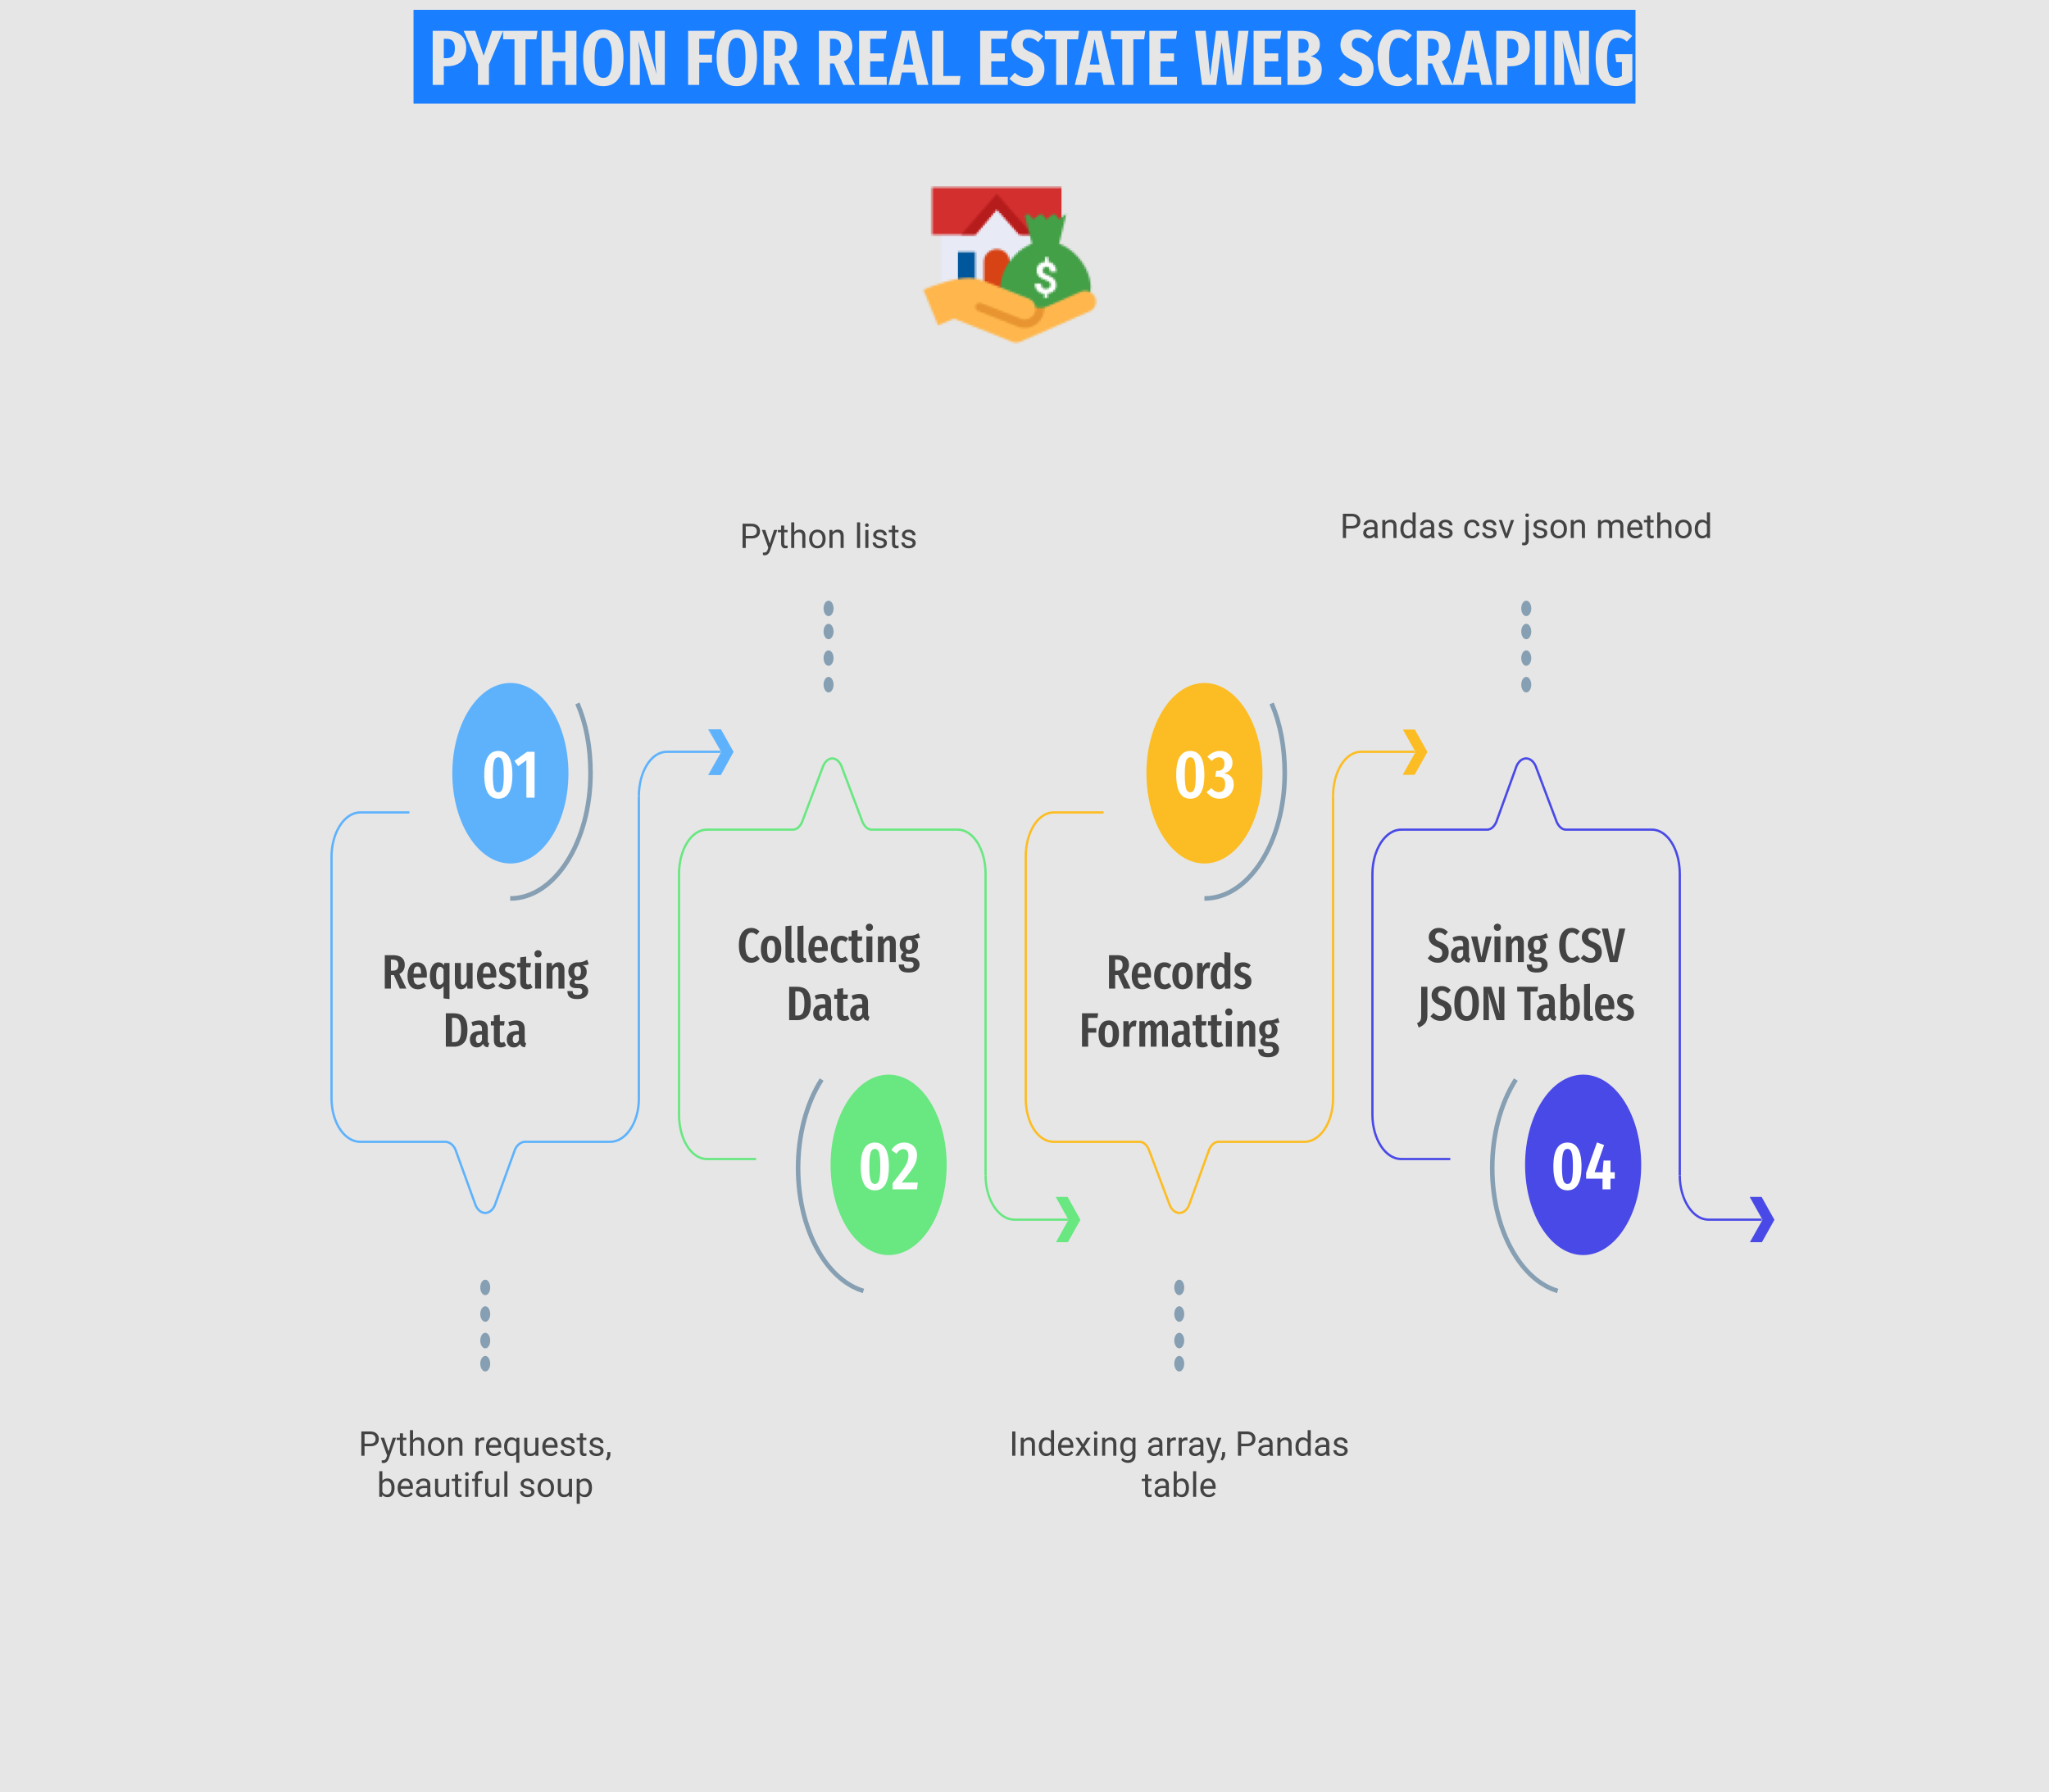 PYTHON FOR REAL ESTATE WEB SCRAPING
$
Python lists
Pandas csv json method
01
Requesting
Data
Python requests,
beautiful soup
Collecting
Data
02
03
Records
Formatting
Indexing array, Pandas
table
Saving CSV
JSON Tables
04